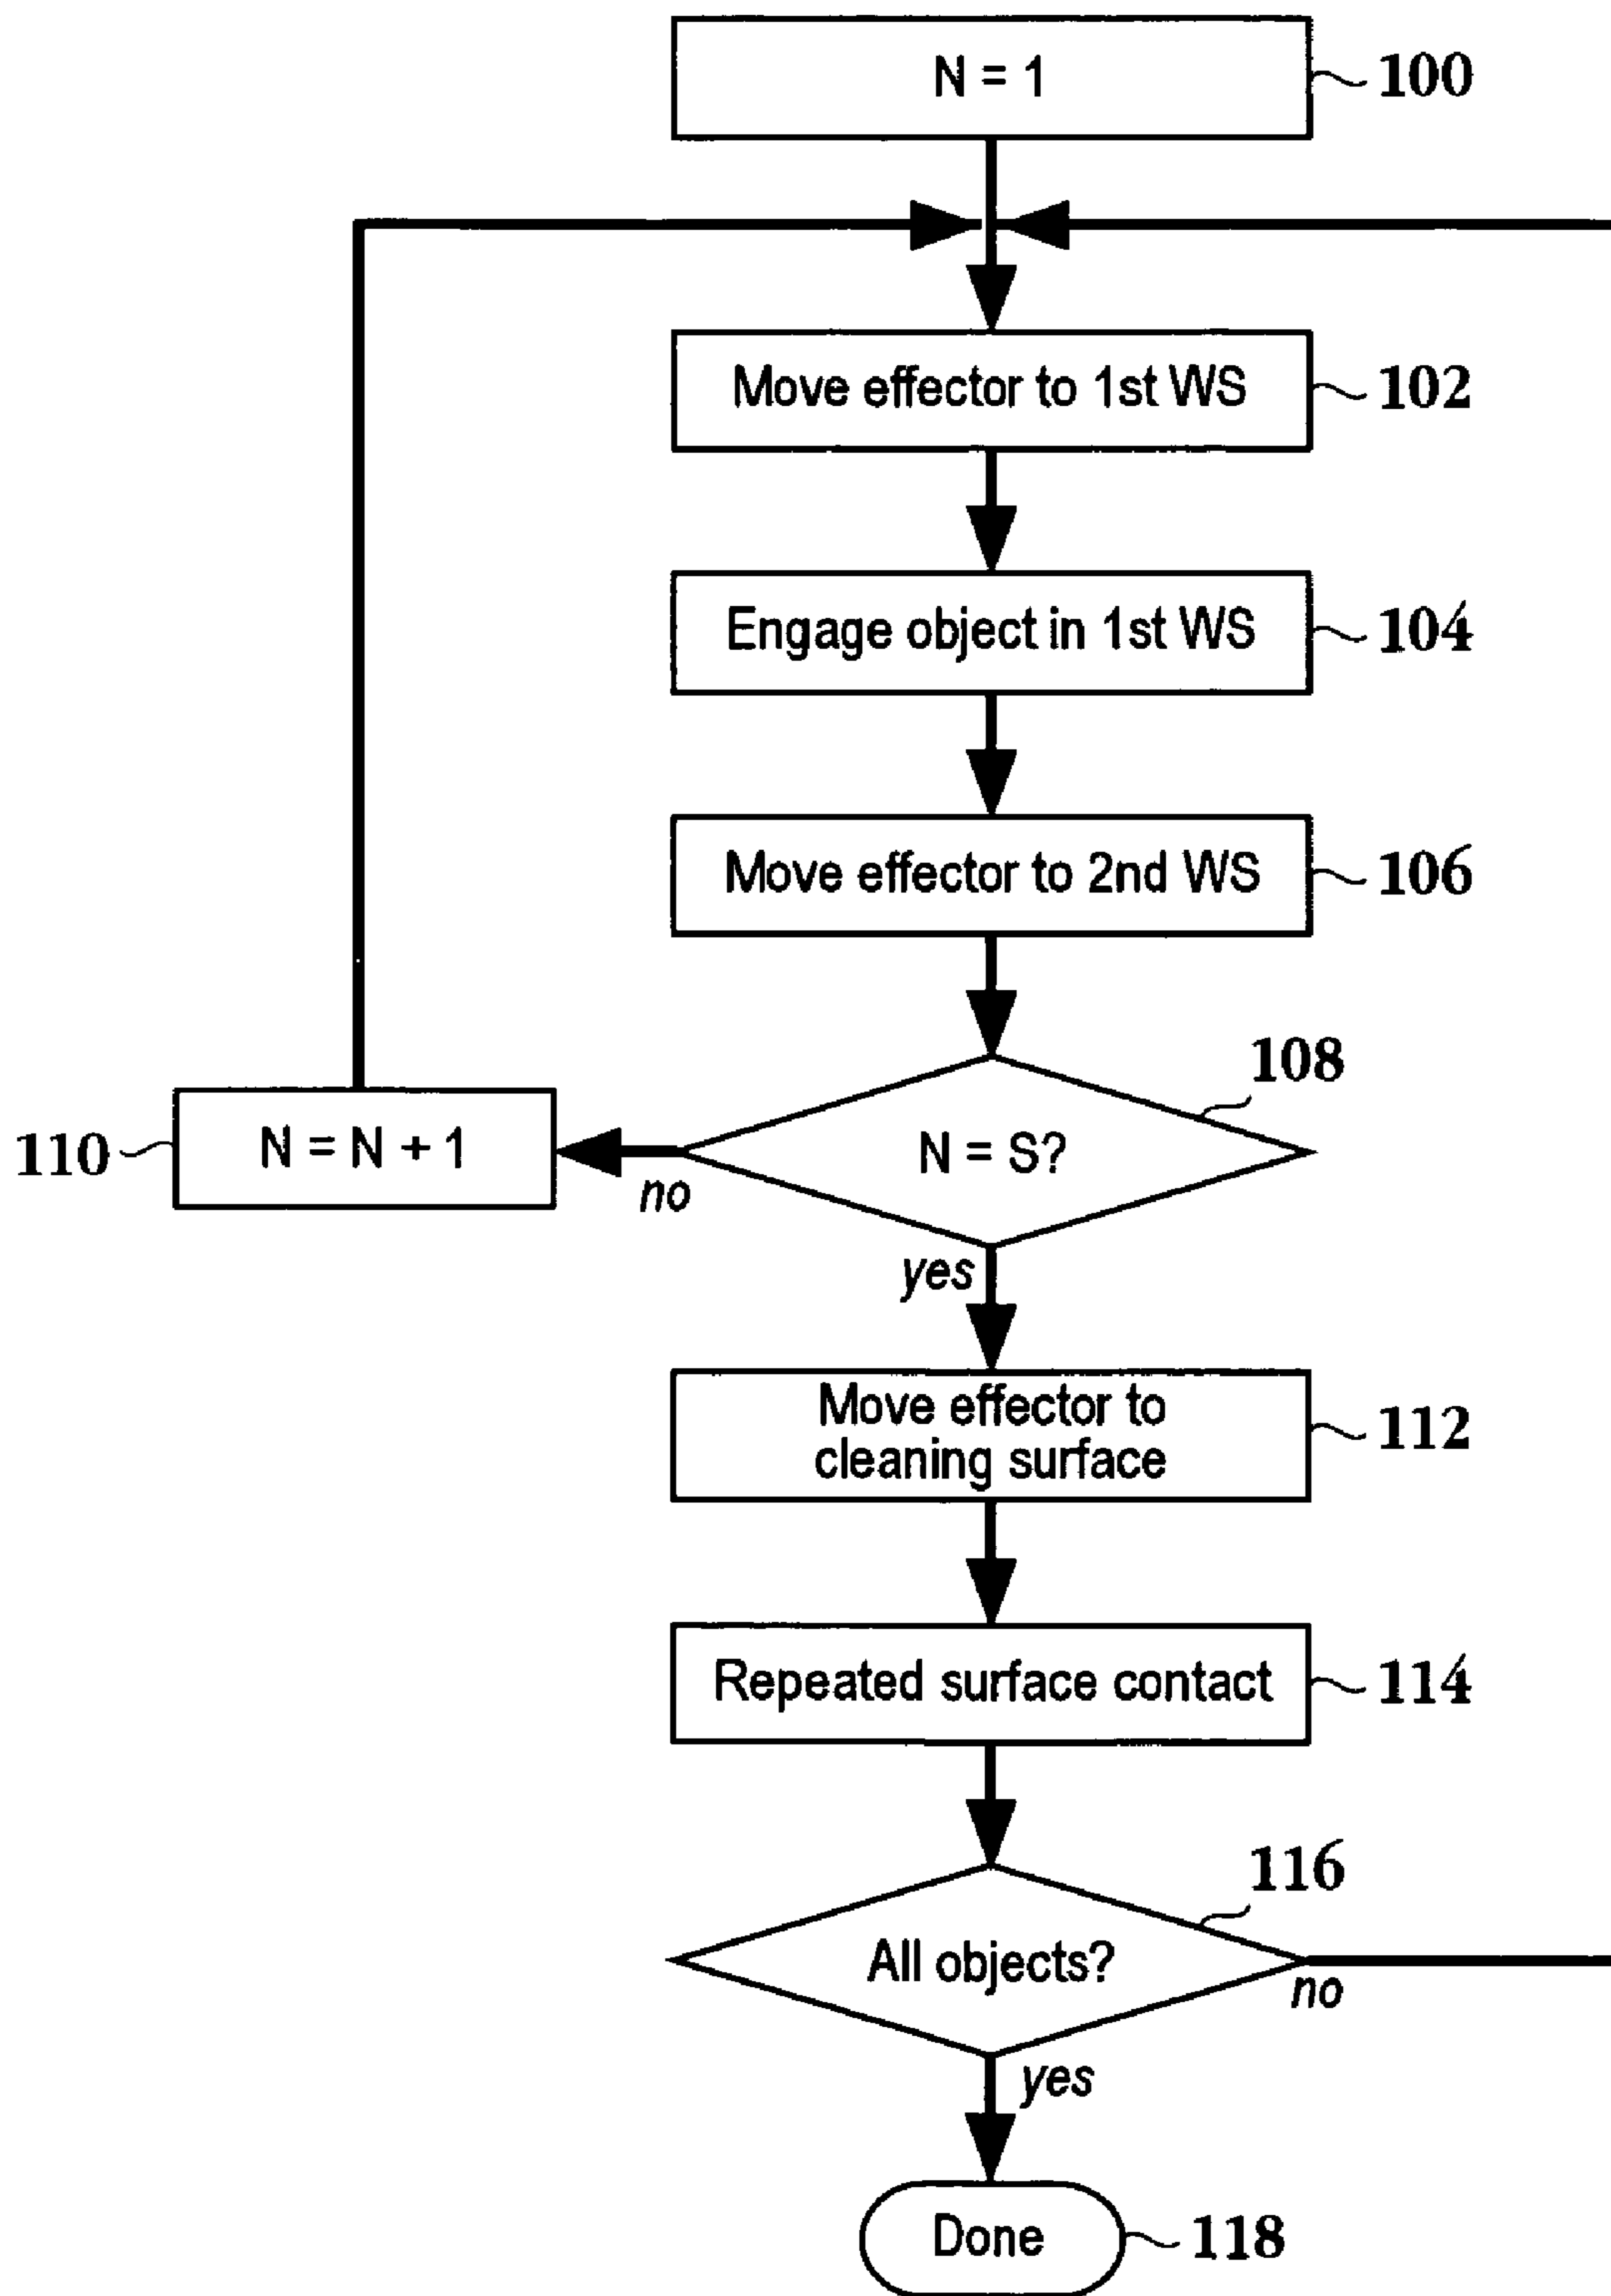 N = 1
100
Move effector to 1st WS
102
Engage object in 1st WS
104
Move effector to 2nd WS
106
108
N = S?
no
110
N = N + 1
yes
Move effector to
cleaning surface
112
Repeated surface contact
114
116
All objects?
no
yes
Done
118